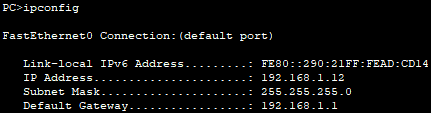 PC>ipconfig
FastEthernet0 Connection:(default port)
Link-local IPv6 Address.........: FE80::290:21FF:FEAD:CD14
IP Address......................: 192.168.1.12
Subnet Mask.....................: 255.255.255.0
Default Gateway.................: 192.168.1.1